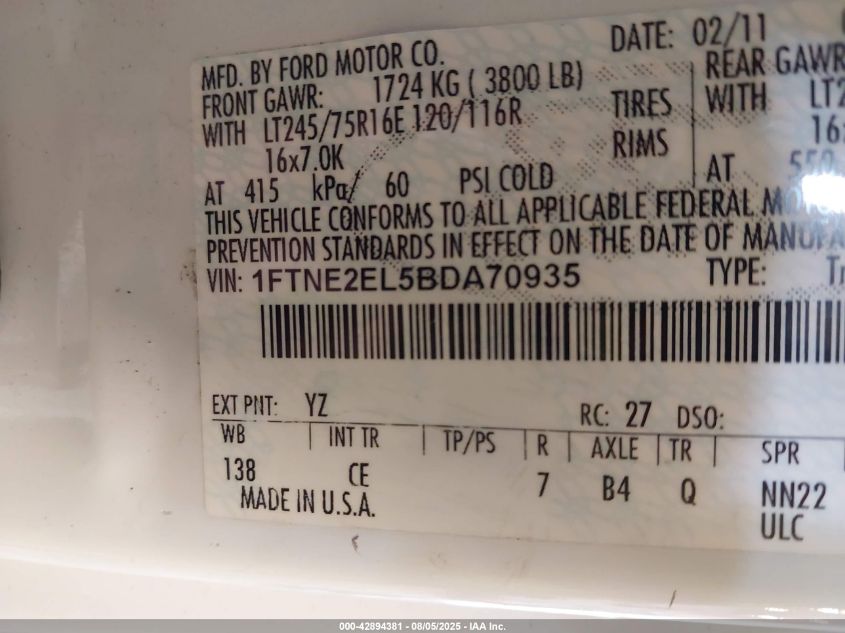 DATE: 02/11
MFD. BY FORD MOTOR CO.
FRONT GAWR: 1724 KG ( 3800 LB) REAR GAWR
WITH LT245/75R16E 120/116R TIRES WITH
16x7.0K RIMS
AT 415 kPa/ 60 PSI COLD AT
THIS VEHICLE CONFORMS TO ALL APPLICABLE FEDERAL
PREVENTION STANDARDS IN EFFECT ON THE DATE OF
VIN: 1FTNE2EL5BDA70935 TYPE:
EXT PNT: YZ RC: 27 DSO:
WB INT TR TP/PS R AXLE TR SPR
138 CE 7 B4 Q NN22
MADE IN U.S.A. ULC
000-42894381 - 08/05/2025 - IAA Inc.